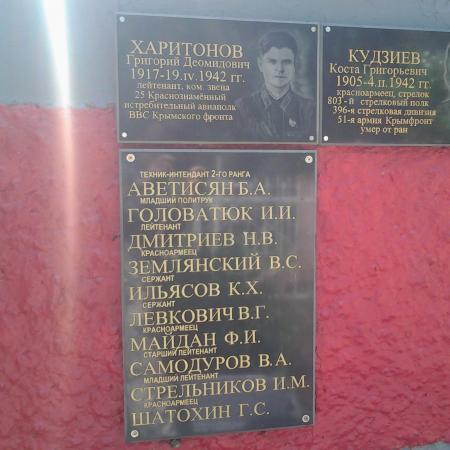 ХАРИТОНОВ
Григорий Деомидович
1917-19.IV.1942 гг.
лейтенант, ком. звена
25 Краснознамённый
истребительный авиаполк
ВВС Крымского фронта
КУДЗИЕВ
Коста Григорьевич
1905-4.II.1942 гг.
красноармеец, стрелок
803-й стрелковый полк
396-я стрелковая дивизия
51-я армия Крымфронт
умер от ран
ТЕХНИК-ИНТЕНДАНТ 2-ГО РАНГА
АВЕТИСЯН Б.А.
МЛАДШИЙ ПОЛИТРУК
ГОЛОВАТЮК И.И.
ЛЕЙТЕНАНТ
ДМИТРИЕВ Н.В.
КРАСНОАРМЕЕЦ
ЗЕМЛЯНСКИЙ В.С.
СЕРЖАНТ
ИЛЬЯСОВ К.Х.
СЕРЖАНТ
ЛЕВКОВИЧ В.Г.
КРАСНОАРМЕЕЦ
МАЙДАН Ф.И.
СТАРШИЙ ЛЕЙТЕНАНТ
САМОДУРОВ В.А.
МЛАДШИЙ ЛЕЙТЕНАНТ
СТРЕЛЬНИКОВ И.М.
КРАСНОАРМЕЕЦ
ШАТОХИН Г.С.